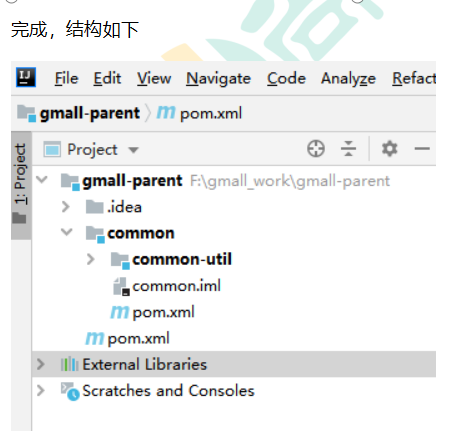 完成，结构如下
File Edit View Navigate Code Analyze Refact
gmall-parent pom.xml
1: Project
Project
gmall-parent F:\gmall_work\gmall-parent
.idea
common
common-util
common.iml
pom.xml
pom.xml
External Libraries
Scratches and Consoles